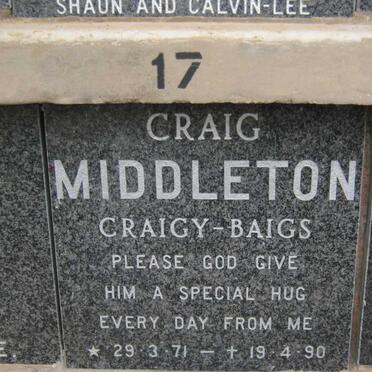 SHAUN AND CALVIN-LEE
17
CRAIG
MIDDLETON
CRAIGY-BAIGS
PLEASE GOD GIVE
HIM A SPECIAL HUG
EVERY DAY FROM ME
★ 29·3·71 – † 19·4·90
E.